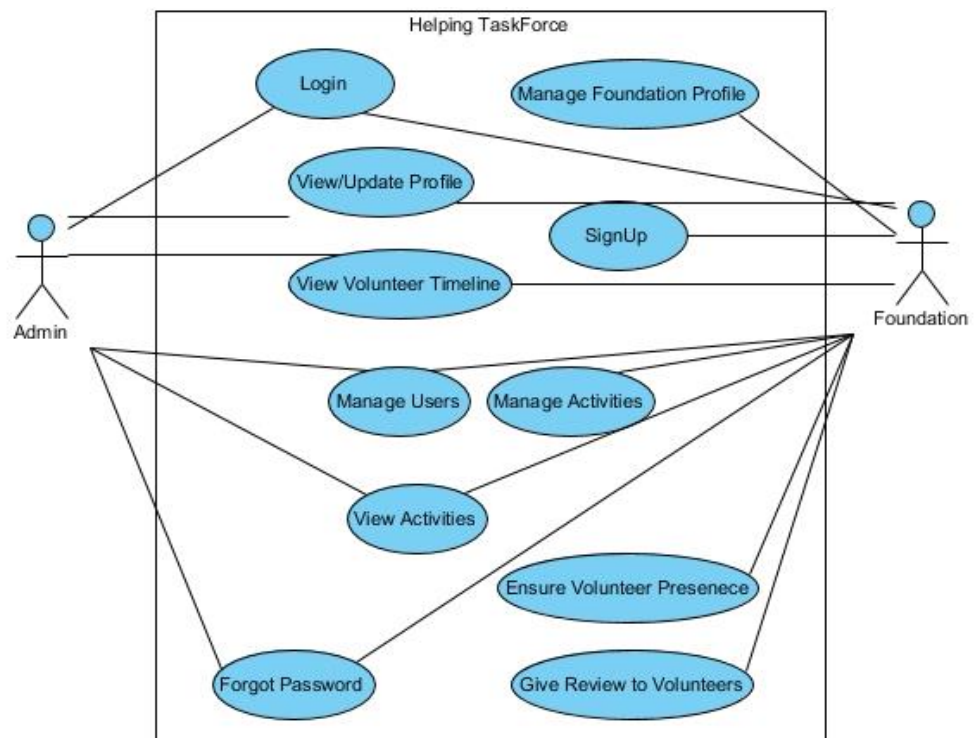 Helping TaskForce
Login
Manage Foundation Profile
View/Update Profile
SignUp
View Volunteer Timeline
Admin
Foundation
Manage Users
Manage Activities
View Activities
Ensure Volunteer Presenece
Forgot Password
Give Review to Volunteers